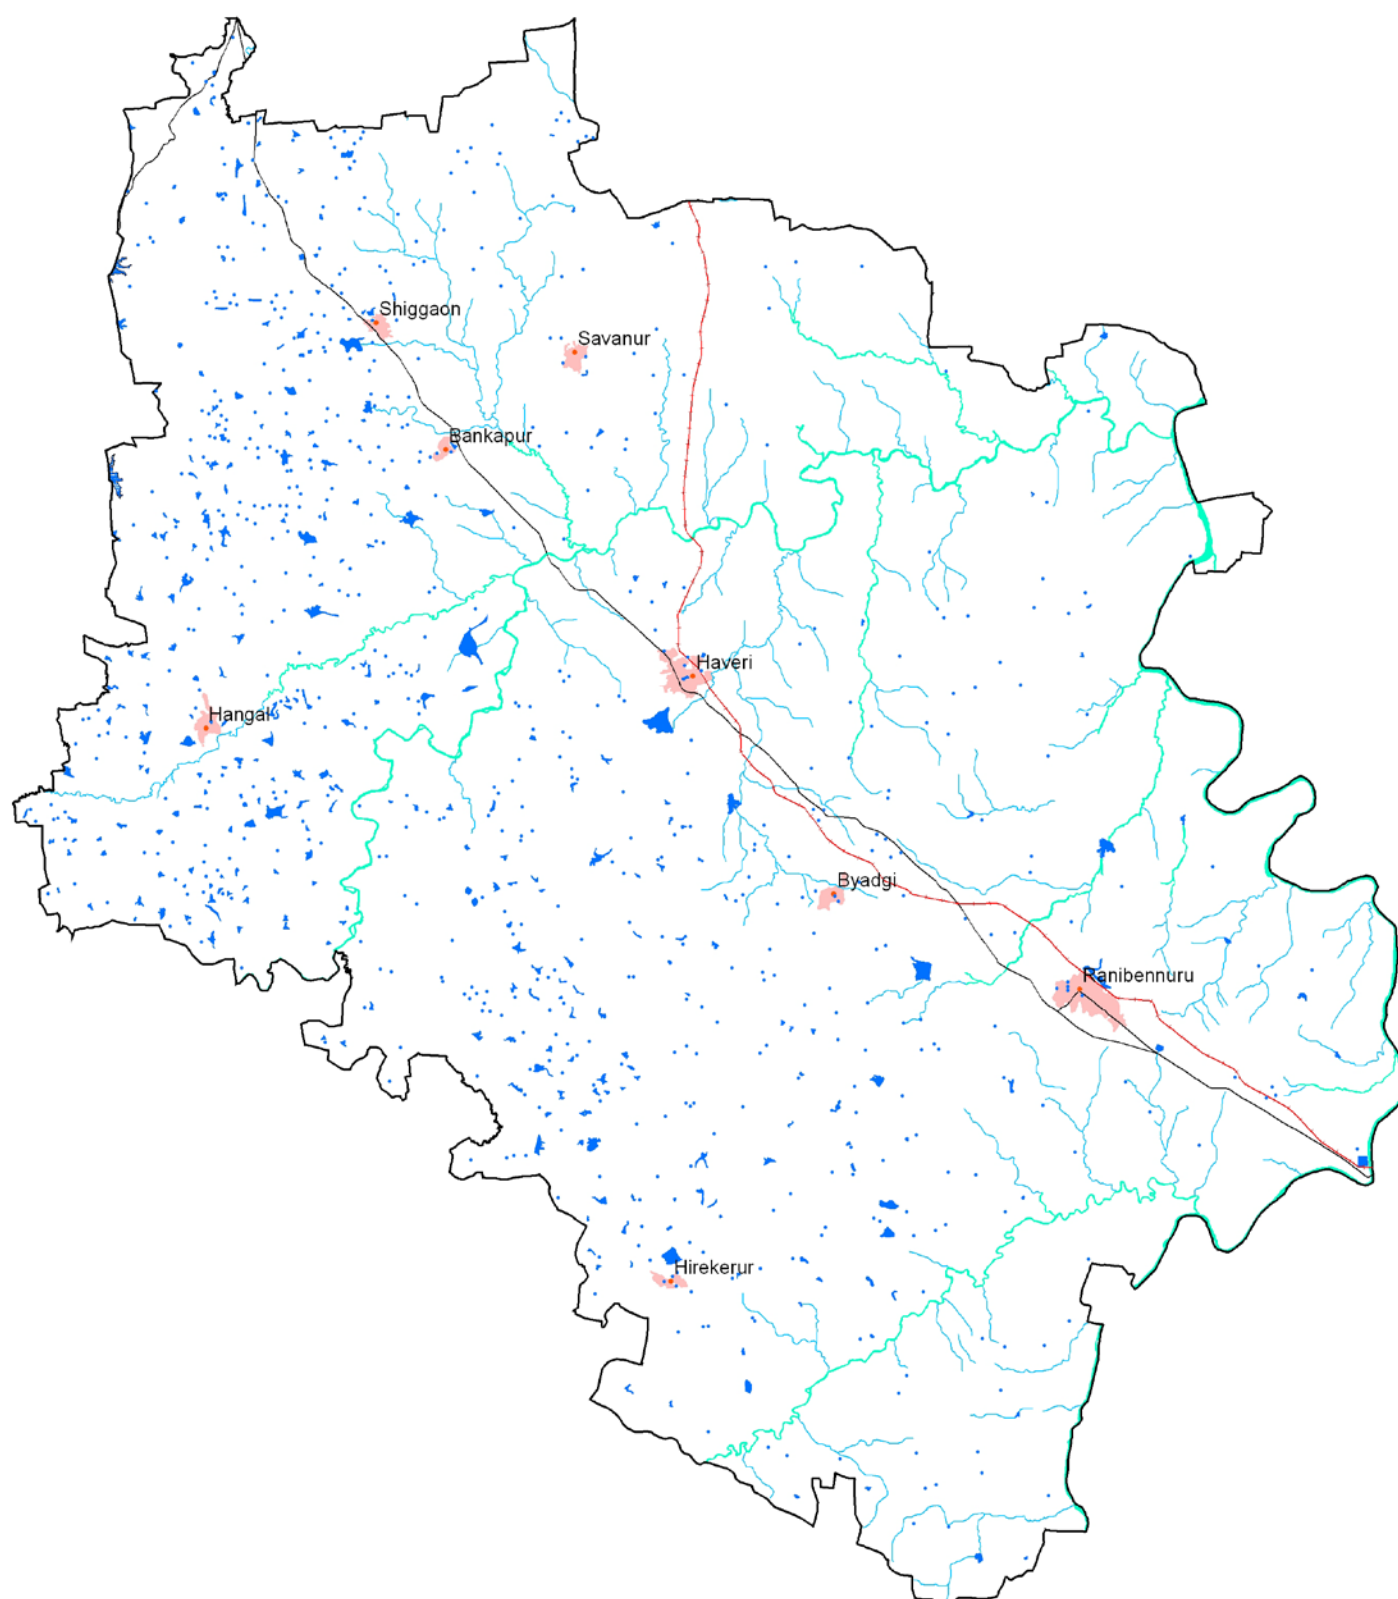 Shiggaon
Savanur
Bankapur
Haveri
Hangal
Byadgi
Ranibennuru
Hirekerur